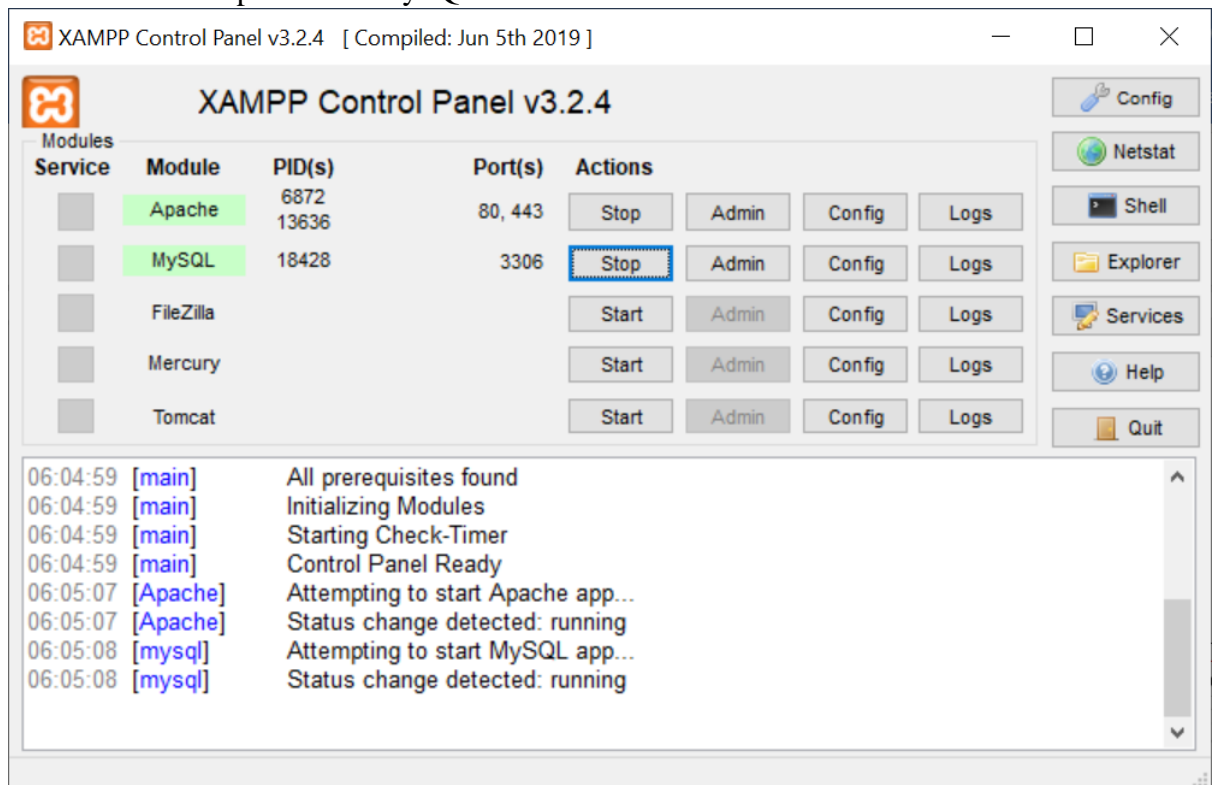 XAMPP Control Panel v3.2.4 [ Compiled: Jun 5th 2019 ]
XAMPP Control Panel v3.2.4
Config
Modules
Service Module PID(s) Port(s) Actions
Netstat
Apache 6872 13636 80, 443 Stop Admin Config Logs
Shell
MySQL 18428 3306 Stop Admin Config Logs
Explorer
FileZilla Start Admin Config Logs
Services
Mercury Start Admin Config Logs
Help
Tomcat Start Admin Config Logs
Quit
06:04:59 [main] All prerequisites found
06:04:59 [main] Initializing Modules
06:04:59 [main] Starting Check-Timer
06:04:59 [main] Control Panel Ready
06:05:07 [Apache] Attempting to start Apache app...
06:05:07 [Apache] Status change detected: running
06:05:08 [mysql] Attempting to start MySQL app...
06:05:08 [mysql] Status change detected: running